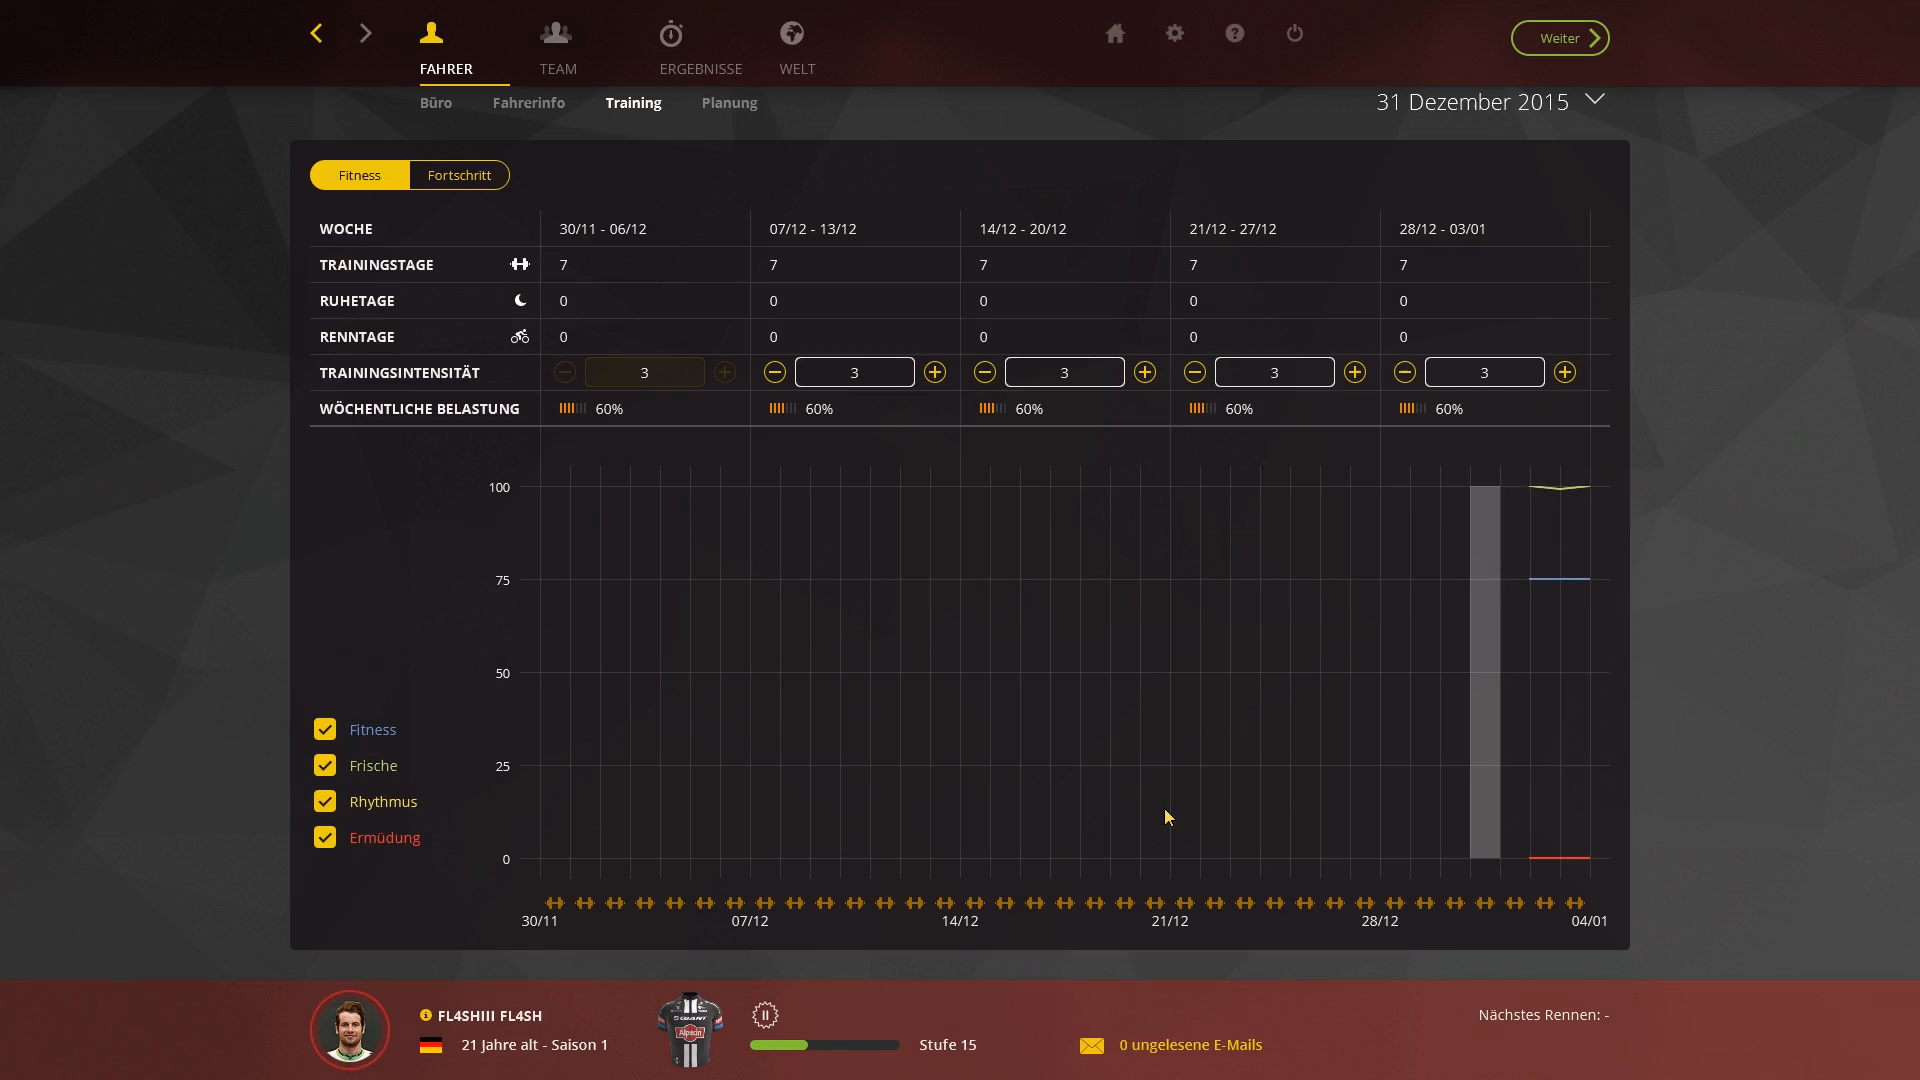 FAHRER TEAM ERGEBNISSE WELT Weiter
Büro Fahrerinfo Training Planung 31 Dezember 2015
Fitness Fortschritt
WOCHE 30/11 - 06/12 07/12 - 13/12 14/12 - 20/12 21/12 - 27/12 28/12 - 03/01
TRAININGSTAGE 7 7 7 7 7
RUHETAGE 0 0 0 0 0
RENNTAGE 0 0 0 0 0
TRAININGSINTENSITÄT 3 3 3 3 3
WÖCHENTLICHE BELASTUNG 60% 60% 60% 60% 60%
100
75
50
25
0
Fitness
Frische
Rhythmus
Ermüdung
30/11 07/12 14/12 21/12 28/12 04/01
FL4SHIII FL4SH
21 Jahre alt - Saison 1
GIANT
Alpecin
Stufe 15
0 ungelesene E-Mails
Nächstes Rennen: -